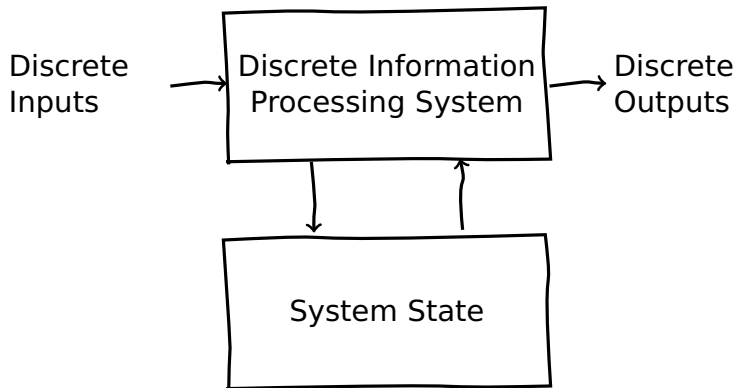 Discrete
Inputs
Discrete Information
Processing System
Discrete
Outputs
System State